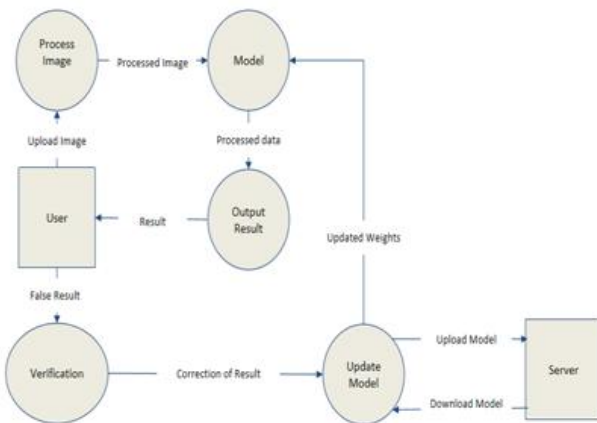 Process
Image
Processed Image
Model
Upload Image
Processed data
User
Result
Output
Result
Updated Weights
False Result
Verification
Correction of Result
Update
Model
Upload Model
Download Model
Server